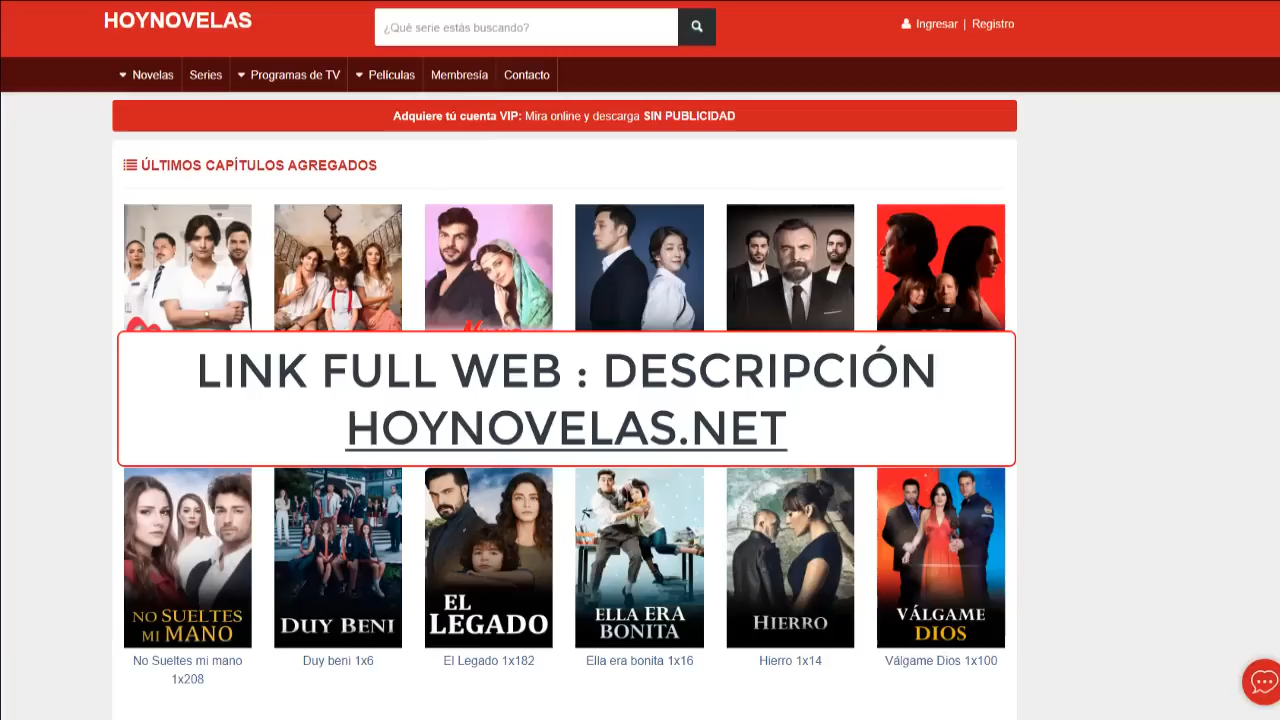 HOYNOVELAS
¿Qué serie estás buscando?
Ingresar | Registro
Novelas
Series
Programas de TV
Películas
Membresía
Contacto
Adquiere tú cuenta VIP: Mira online y descarga SIN PUBLICIDAD
ÚLTIMOS CAPÍTULOS AGREGADOS
LINK FULL WEB : DESCRIPCIÓN
HOYNOVELAS.NET
NO SUELTES
MI MANO
DUY BENI
EL
LEGADO
ELLA ERA
BONITA
HIERRO
VÁLGAME
DIOS
No Sueltes mi mano
1x208
Duy beni 1x6
El Legado 1x182
Ella era bonita 1x16
Hierro 1x14
Válgame Dios 1x100